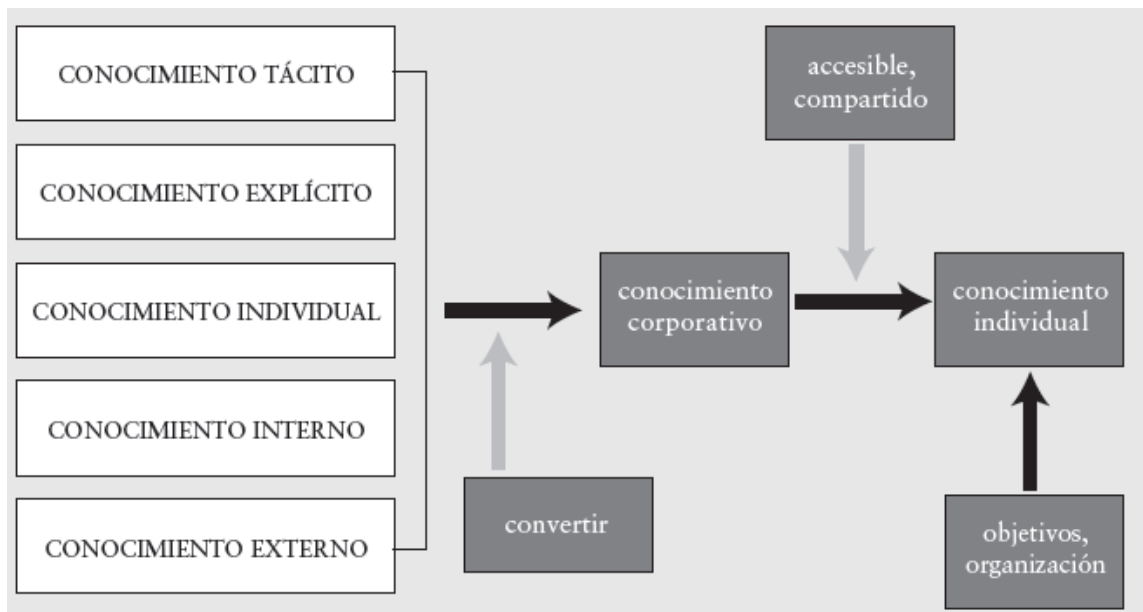 CONOCIMIENTO TÁCITO
CONOCIMIENTO EXPLÍCITO
CONOCIMIENTO INDIVIDUAL
CONOCIMIENTO INTERNO
CONOCIMIENTO EXTERNO
convertir
conocimiento
corporativo
accesible,
compartido
conocimiento
individual
objetivos,
organización